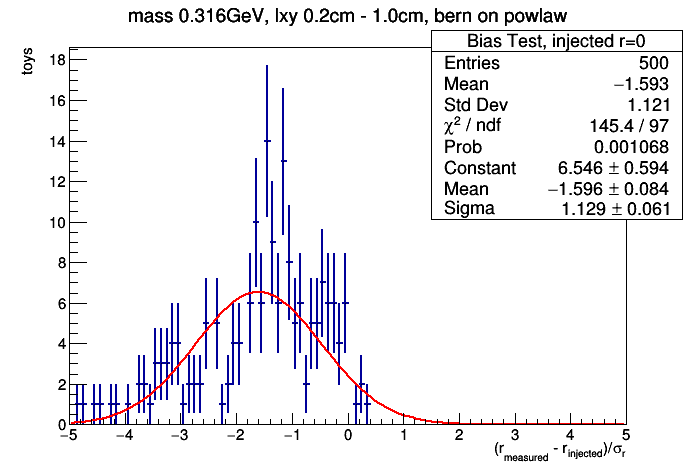 mass 0.316GeV, lxy 0.2cm - 1.0cm, bern on powlaw
Bias Test, injected r=0
Entries 500
Mean −1.593
Std Dev 1.121
χ² / ndf 145.4 / 97
Prob 0.001068
Constant 6.546 ± 0.594
Mean −1.596 ± 0.084
Sigma 1.129 ± 0.061
toys
18
16
14
12
10
8
6
4
2
0
−5 −4 −3 −2 −1 0 1 2 3 4 5
(r_measured - r_injected)/σ_r